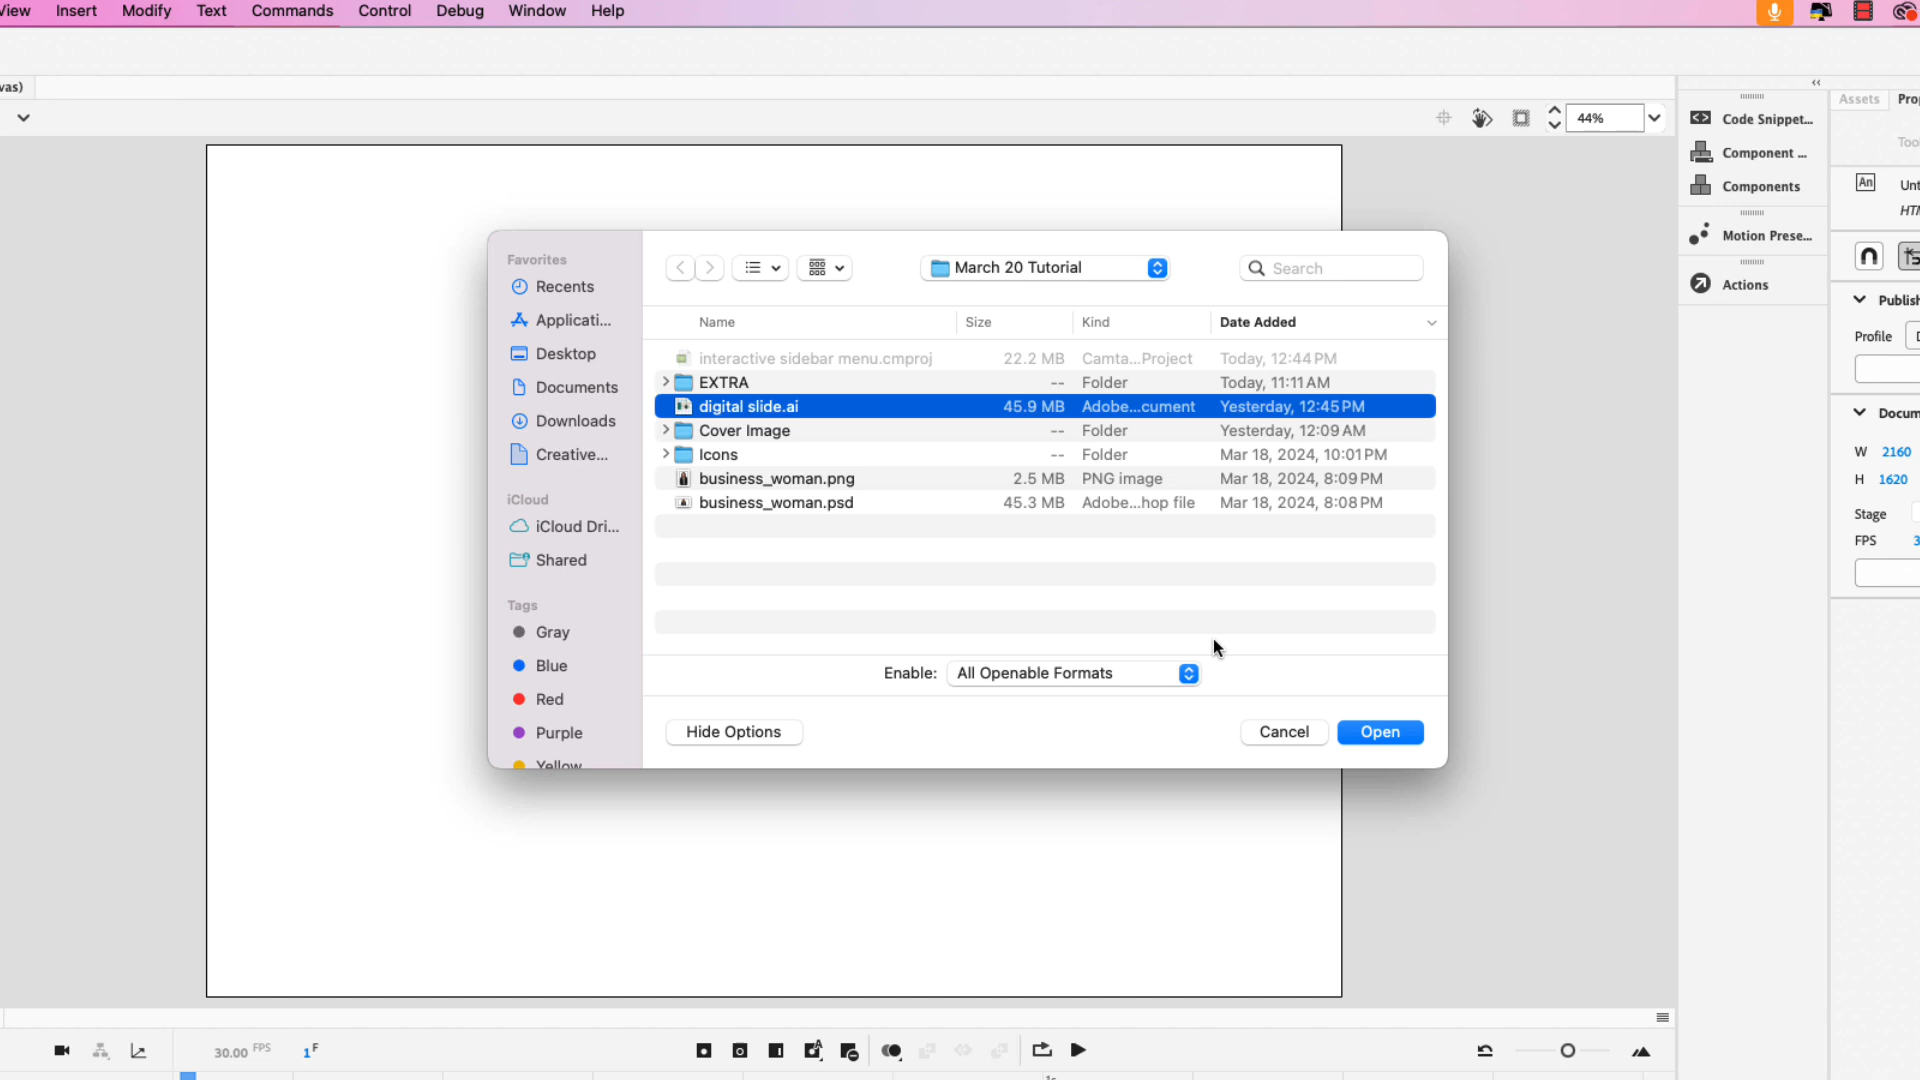 View Insert Modify Text Commands Control Debug Window Help
vas)
44%
Assets
Code Snippet...
Component ...
Components
Motion Prese...
Actions
An
Profile
W 2160
H 1620
Stage
FPS
Favorites
Recents
Applicati...
Desktop
Documents
Downloads
Creative...
iCloud
iCloud Dri...
Shared
Tags
Gray
Blue
Red
Purple
Yellow
March 20 Tutorial
Search
Name Size Kind Date Added
interactive sidebar menu.cmproj 22.2 MB Camta...Project Today, 12:44 PM
EXTRA -- Folder Today, 11:11 AM
digital slide.ai 45.9 MB Adobe...cument Yesterday, 12:45 PM
Cover Image -- Folder Yesterday, 12:09 AM
Icons -- Folder Mar 18, 2024, 10:01 PM
business_woman.png 2.5 MB PNG image Mar 18, 2024, 8:09 PM
business_woman.psd 45.3 MB Adobe...hop file Mar 18, 2024, 8:08 PM
Enable: All Openable Formats
Hide Options Cancel Open
30.00 FPS 1 F